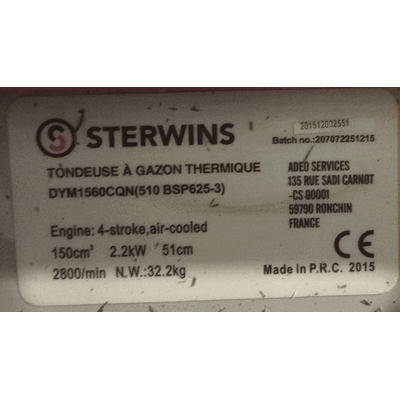 STERWINS
TONDEUSE À GAZON THERMIQUE
DYM1560CQN(510 BSP625-3)
Engine: 4-stroke,air-cooled
150cm³ 2.2kW 51cm
2800/min N.W.:32.2kg
201512002551
Batch no.:207072251215
ADEO SERVICES
135 RUE SADI CARNOT
-CS 00001
59790 RONCHIN
FRANCE
CE
Made in P.R.C. 2015